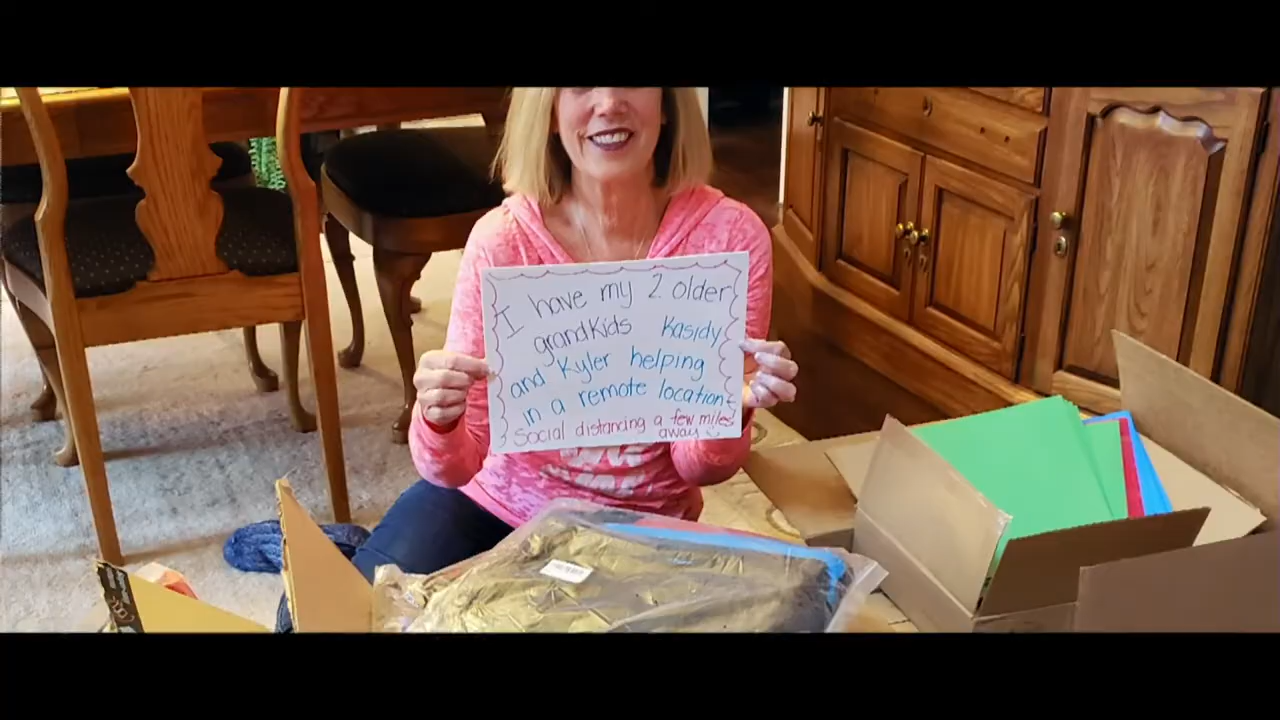 I have my 2 older
grandkids Kasidy
and Kyler helping
in a remote location
Social distancing a few miles
away